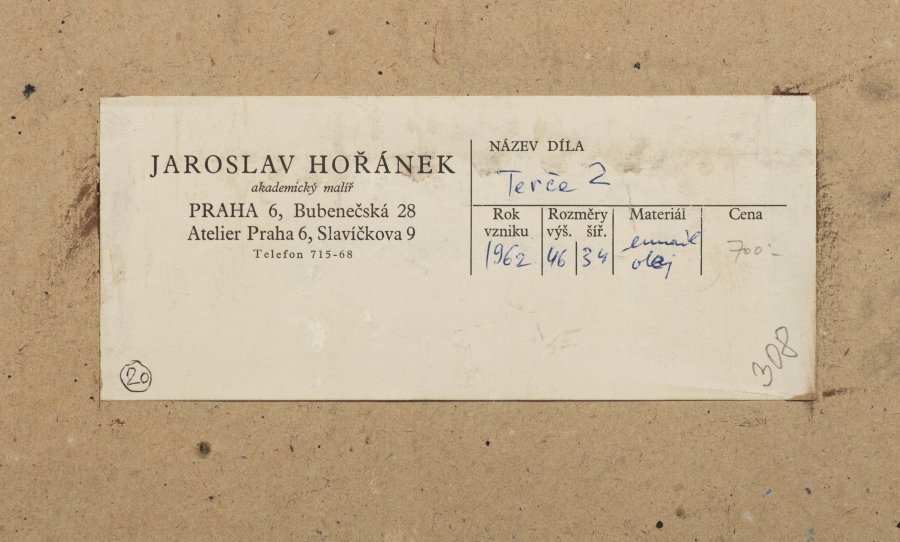 JAROSLAV HOŘÁNEK
akademický malíř
PRAHA 6, Bubenečská 28
Atelier Praha 6, Slavíčkova 9
Telefon 715-68
NÁZEV DÍLA
Terče 2
Rok vzniku
Rozměry
výš. šíř.
Materiál
Cena
1962
46
34
email
olej
700-
20
308